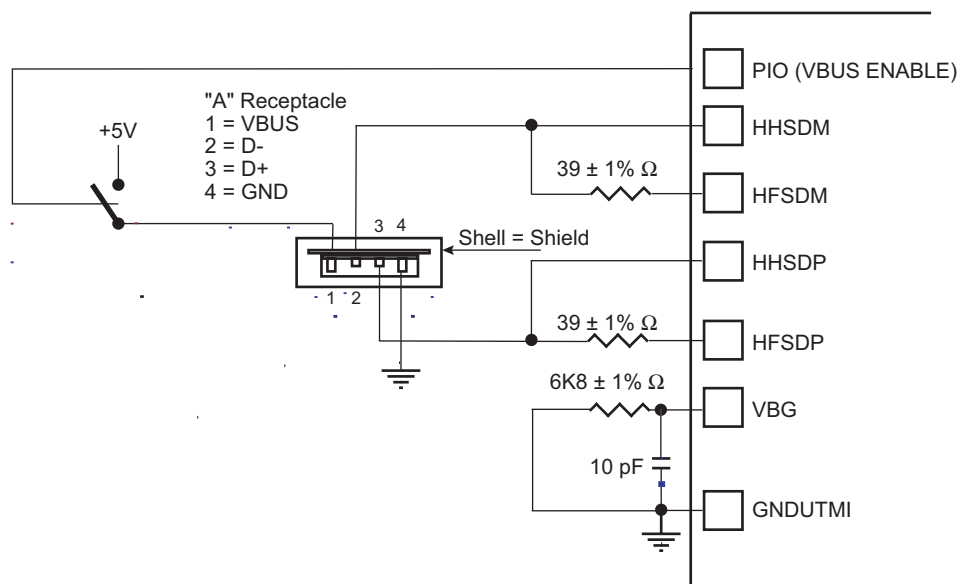 PIO (VBUS ENABLE)
"A" Receptacle
1 = VBUS
2 = D-
3 = D+
4 = GND
+5V
HHSDM
39 ± 1% Ω
HFSDM
3 4
Shell = Shield
HHSDP
1 2
39 ± 1% Ω
HFSDP
6K8 ± 1% Ω
VBG
10 pF
GNDUTMI